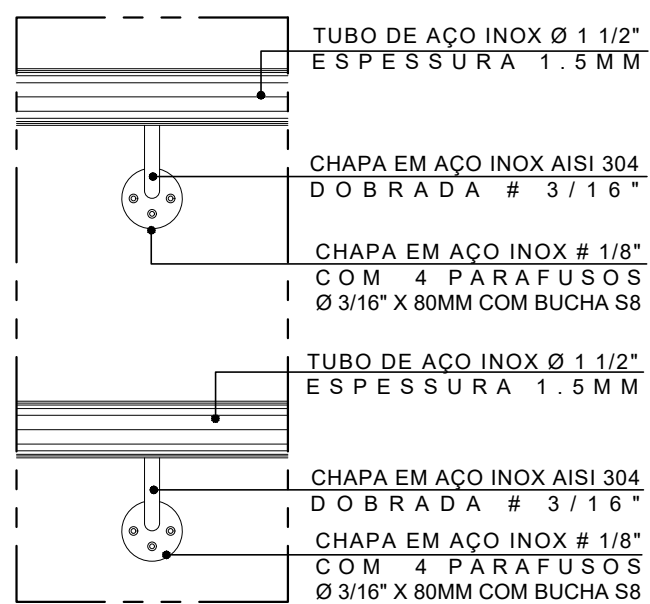 TUBO DE AÇO INOX Ø 1 1/2"
ESPESSURA 1.5MM
CHAPA EM AÇO INOX AISI 304
DOBRADA # 3/16"
CHAPA EM AÇO INOX # 1/8"
COM 4 PARAFUSOS
Ø 3/16" X 80MM COM BUCHA S8
TUBO DE AÇO INOX Ø 1 1/2"
ESPESSURA 1.5MM
CHAPA EM AÇO INOX AISI 304
DOBRADA # 3/16"
CHAPA EM AÇO INOX # 1/8"
COM 4 PARAFUSOS
Ø 3/16" X 80MM COM BUCHA S8